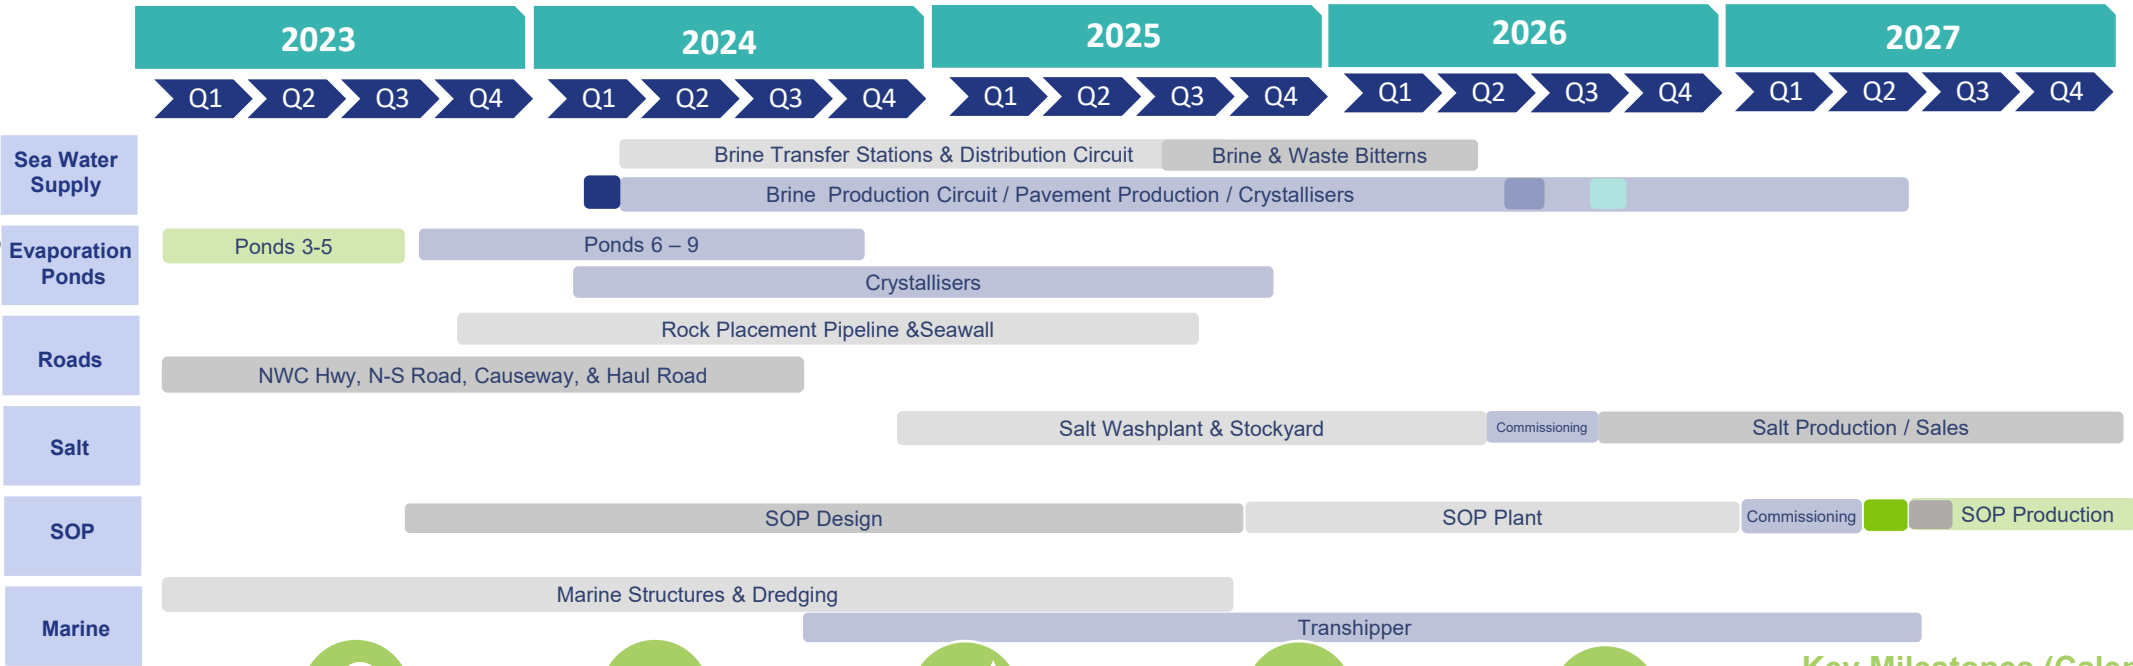 2023 2024 2025 2026 2027
Q1 Q2 Q3 Q4 Q1 Q2 Q3 Q4 Q1 Q2 Q3 Q4 Q1 Q2 Q3 Q4 Q1 Q2 Q3 Q4
Sea Water
Supply
Brine Transfer Stations & Distribution Circuit
Brine & Waste Bitterns
Brine Production Circuit / Pavement Production / Crystallisers
Evaporation
Ponds
Ponds 3-5
Ponds 6 – 9
Crystallisers
Roads
Rock Placement Pipeline &Seawall
NWC Hwy, N-S Road, Causeway, & Haul Road
Salt
Salt Washplant & Stockyard
Commissioning
Salt Production / Sales
SOP
SOP Design
SOP Plant
Commissioning
SOP Production
Marine
Marine Structures & Dredging
Transhipper
Key Milestones (Caler